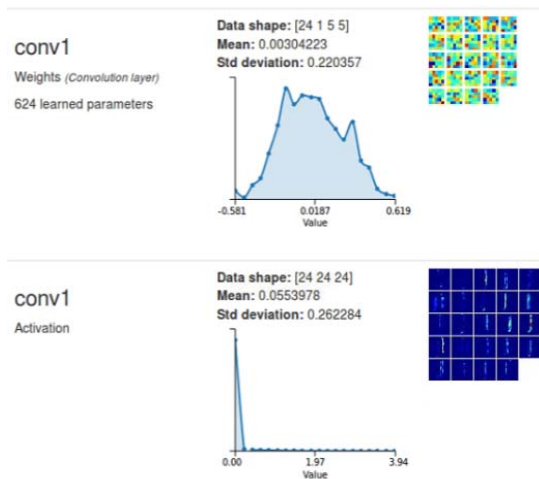 conv1
Weights (Convolution layer)
624 learned parameters
Data shape: [24 1 5 5]
Mean: 0.00304223
Std deviation: 0.220357
-0.581 0.0187 0.619
Value
conv1
Activation
Data shape: [24 24 24]
Mean: 0.0553978
Std deviation: 0.262284
0.00 1.97 3.94
Value